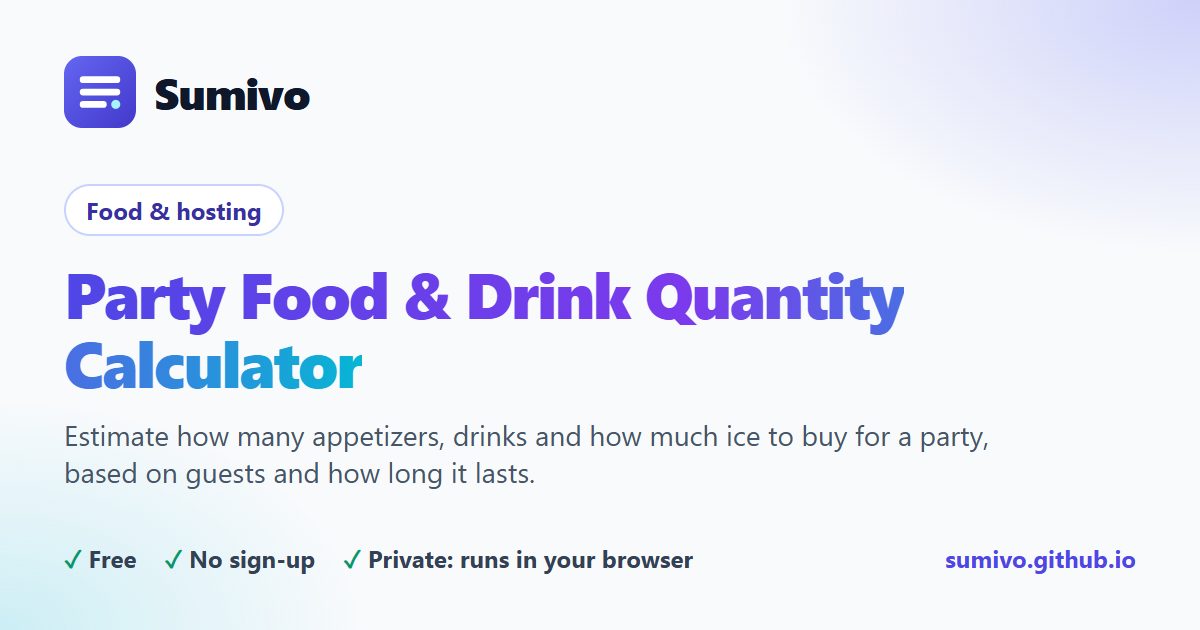 Sumivo
Food & hosting
Party Food & Drink Quantity
Calculator
Estimate how many appetizers, drinks and how much ice to buy for a party,
based on guests and how long it lasts.
✓ Free ✓ No sign-up ✓ Private: runs in your browser
sumivo.github.io